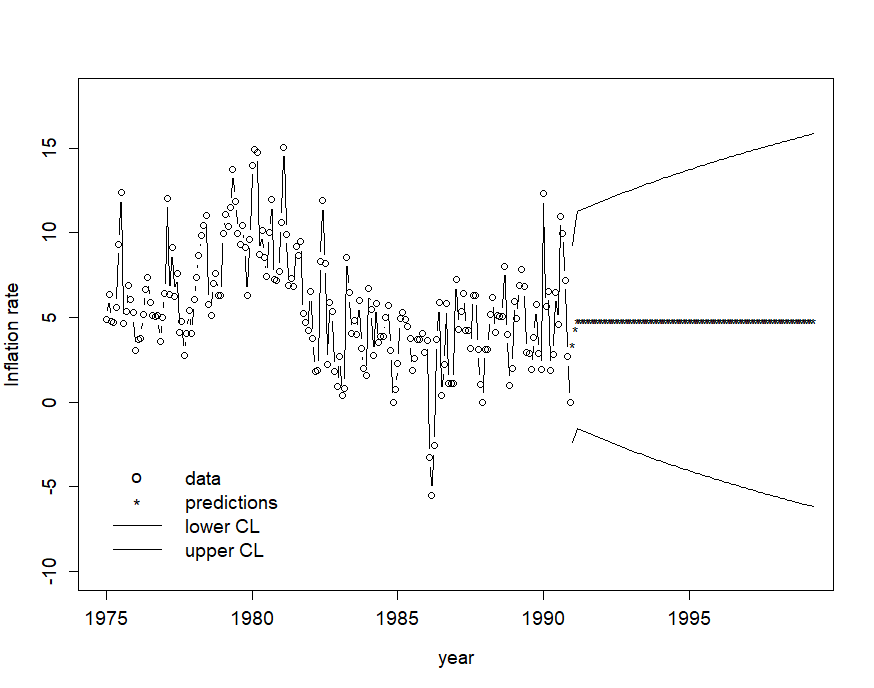 Inflation rate
15
10
5
0
-5
-10
o data
* predictions
lower CL
upper CL
1975 1980 1985 1990 1995
year